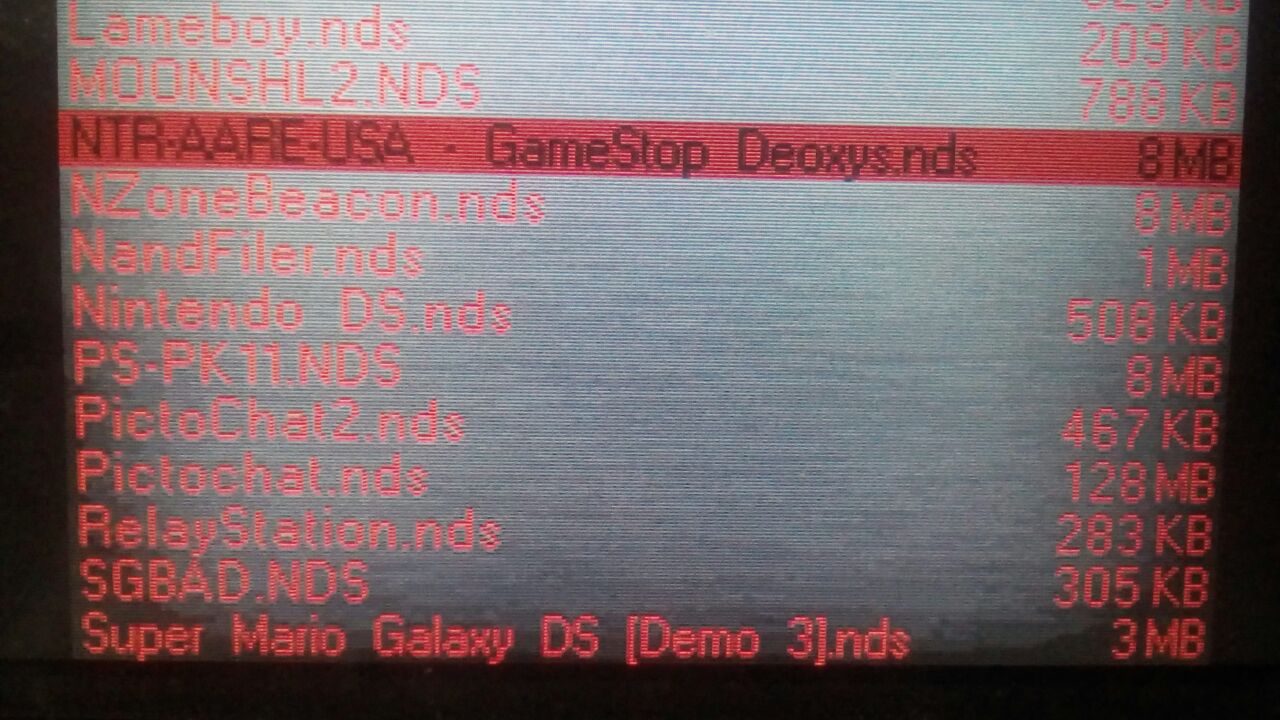 Lameboy.nds 209 KB
MOONSHL2.NDS 788 KB
NTR-AARE-USA - GameStop Deoxys.nds 8 MB
NZoneBeacon.nds 8 MB
NandFiler.nds 1 MB
Nintendo DS.nds 508 KB
PS-PK11.NDS 8 MB
PictoChat2.nds 467 KB
Pictochat.nds 128 MB
RelayStation.nds 283 KB
SGBAD.NDS 305 KB
Super Mario Galaxy DS [Demo 3].nds 3 MB